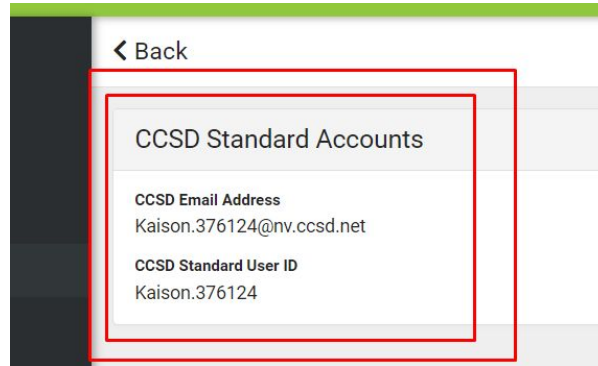 Back
CCSD Standard Accounts
CCSD Email Address
Kaison.376124@nv.ccsd.net
CCSD Standard User ID
Kaison.376124